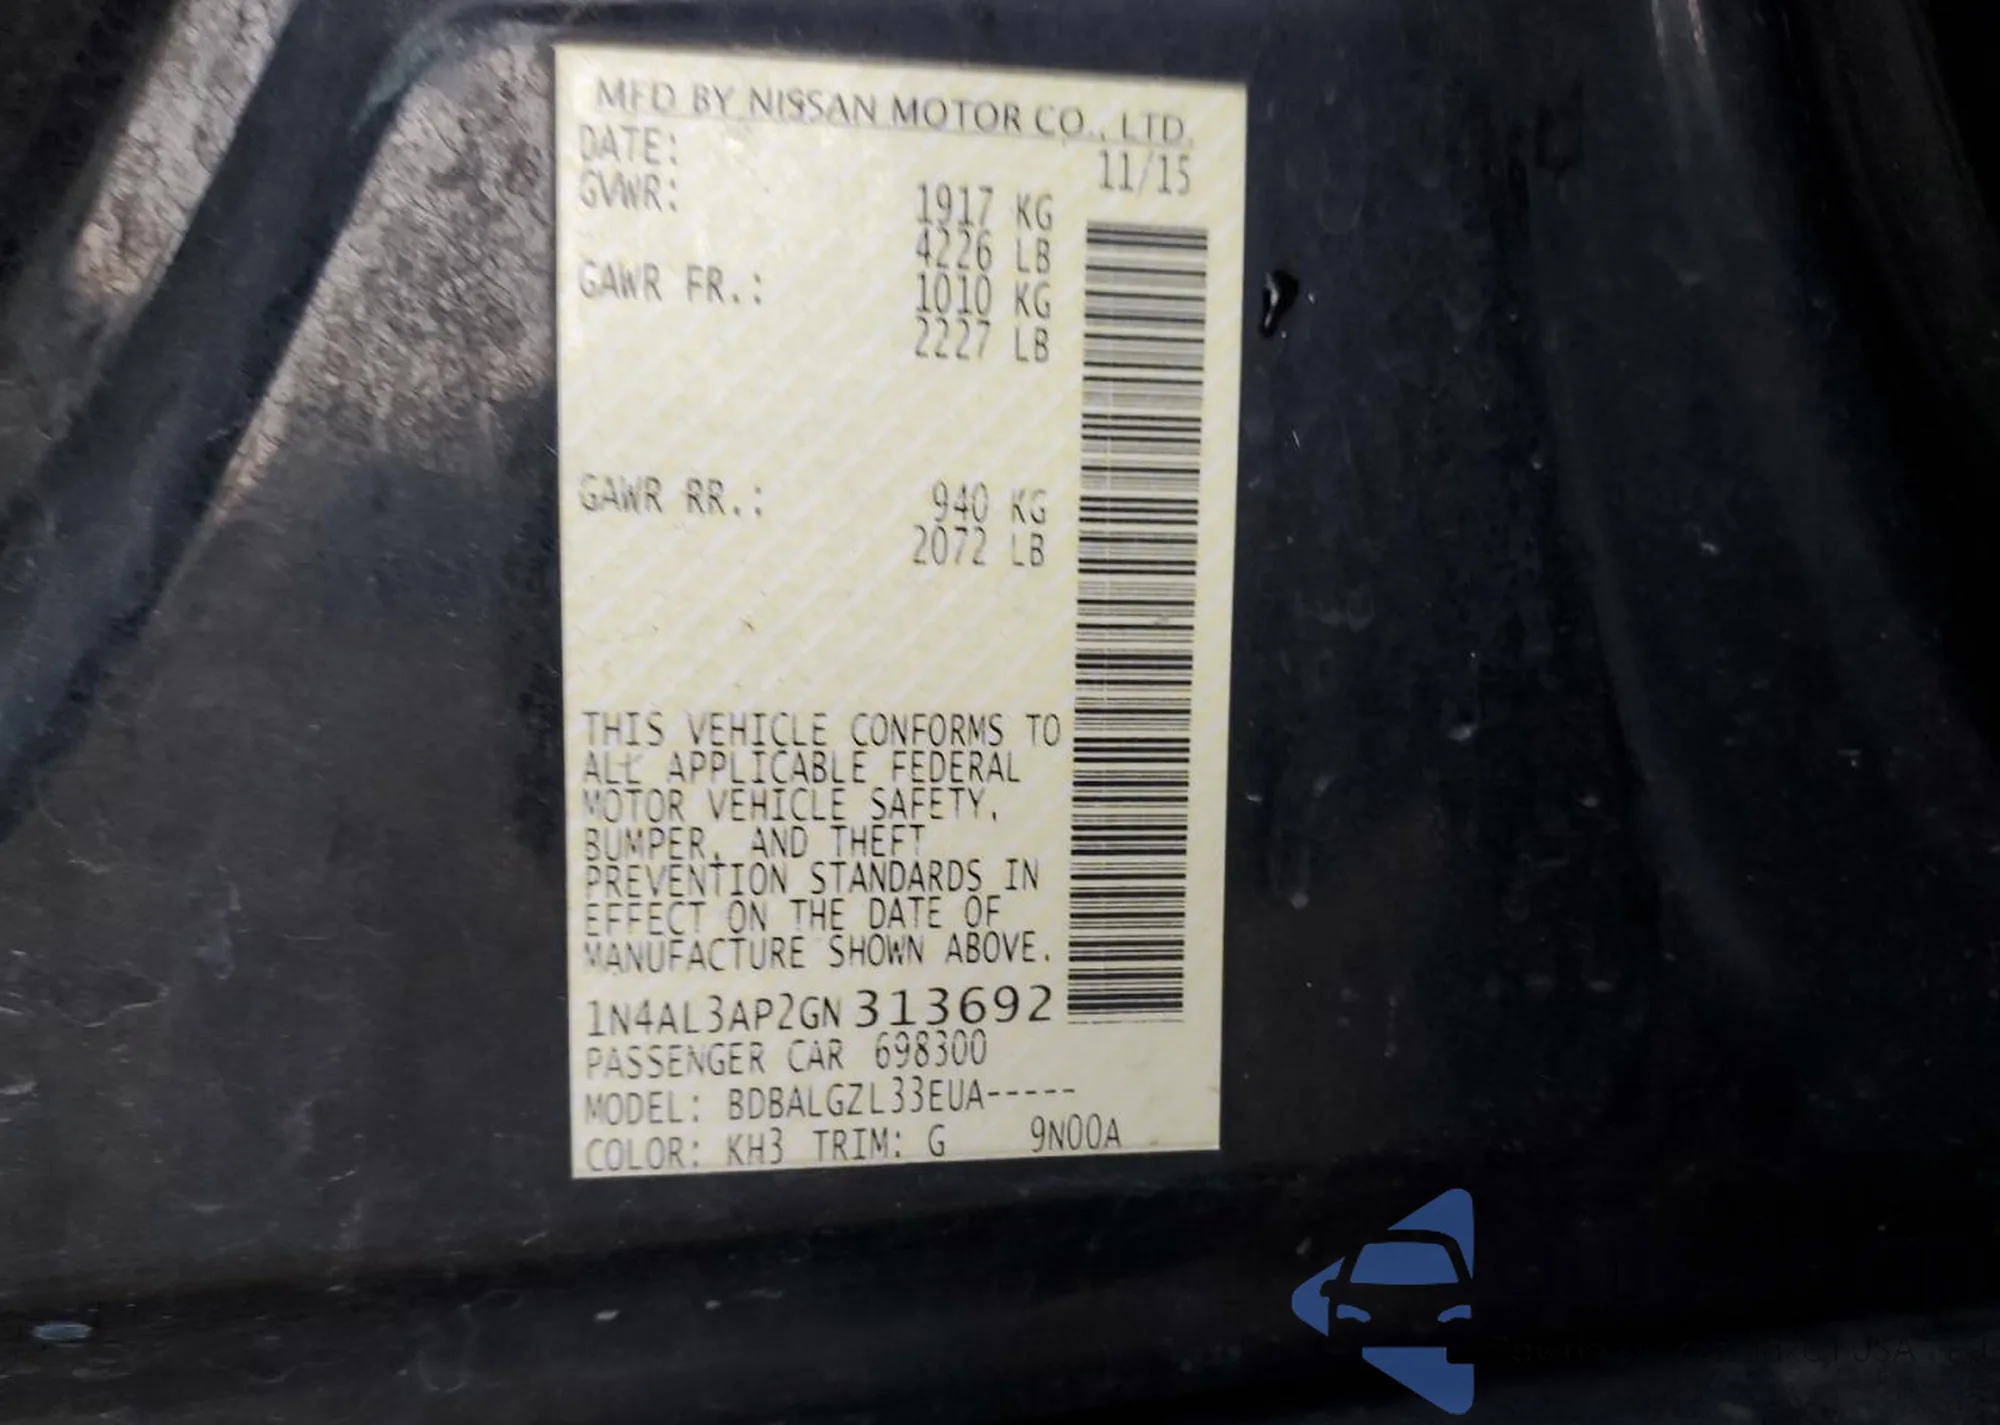 MFD BY NISSAN MOTOR CO., LTD.
DATE: 11/15
GVWR: 1917 KG
4226 LB
GAWR FR.: 1010 KG
2227 LB
GAWR RR.: 940 KG
2072 LB
THIS VEHICLE CONFORMS TO
ALL APPLICABLE FEDERAL
MOTOR VEHICLE SAFETY,
BUMPER, AND THEFT
PREVENTION STANDARDS IN
EFFECT ON THE DATE OF
MANUFACTURE SHOWN ABOVE.
1N4AL3AP2GN313692
PASSENGER CAR 698300
MODEL: BDBALGZL33EUA-----
COLOR: KH3 TRIM: G 9N00A